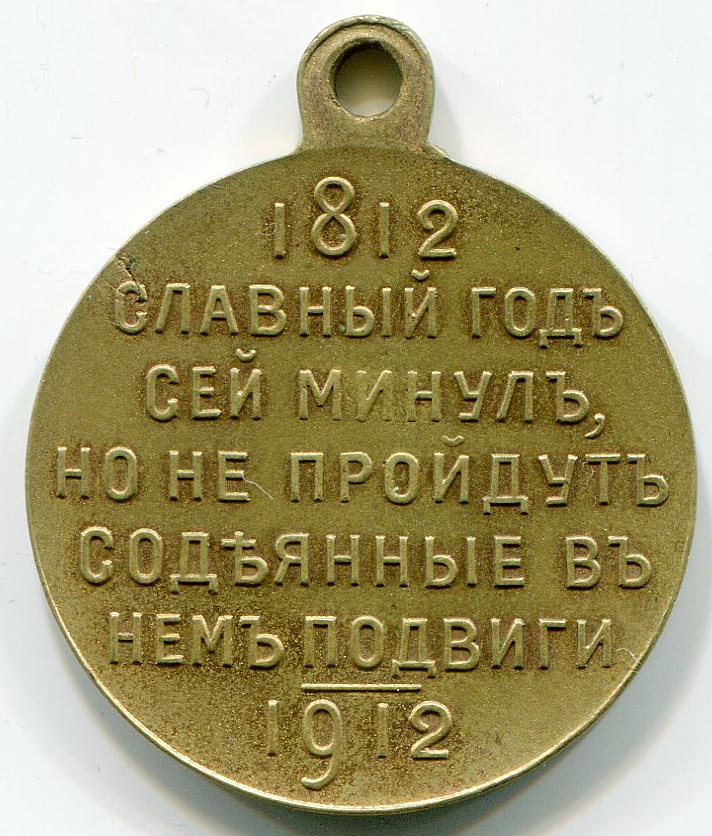 1812
СЛАВНЫЙ ГОДЪ
СЕЙ МИНУЛЪ,
НО НЕ ПРОЙДУТЪ
СОДѢЯННЫЕ ВЪ
НЕМЪ ПОДВИГИ
1912